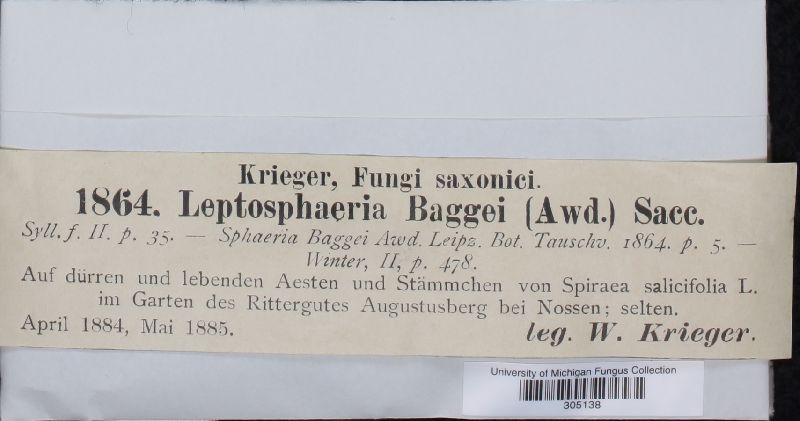 Krieger, Fungi saxonici.
1864. Leptosphaeria Baggei (Awd.) Sacc.
Syll. f. II. p. 35. — Sphaeria Baggei Awd. Leipz. Bot. Tauschv. 1864. p. 5. —
Winter, II, p. 478.
Auf dürren und lebenden Aesten und Stämmchen von Spiraea salicifolia L.
im Garten des Rittergutes Augustusberg bei Nossen; selten.
April 1884, Mai 1885.
leg. W. Krieger.
University of Michigan Fungus Collection
305138